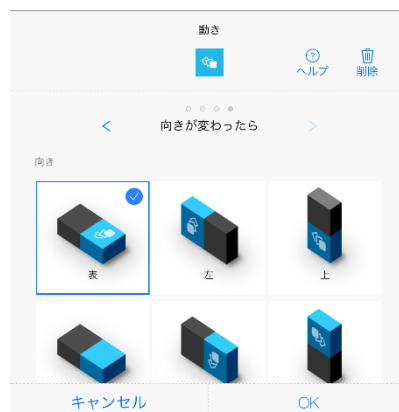 動き
ヘルプ 削除
< 向きが変わったら >
向き
表 左 上
キャンセル OK